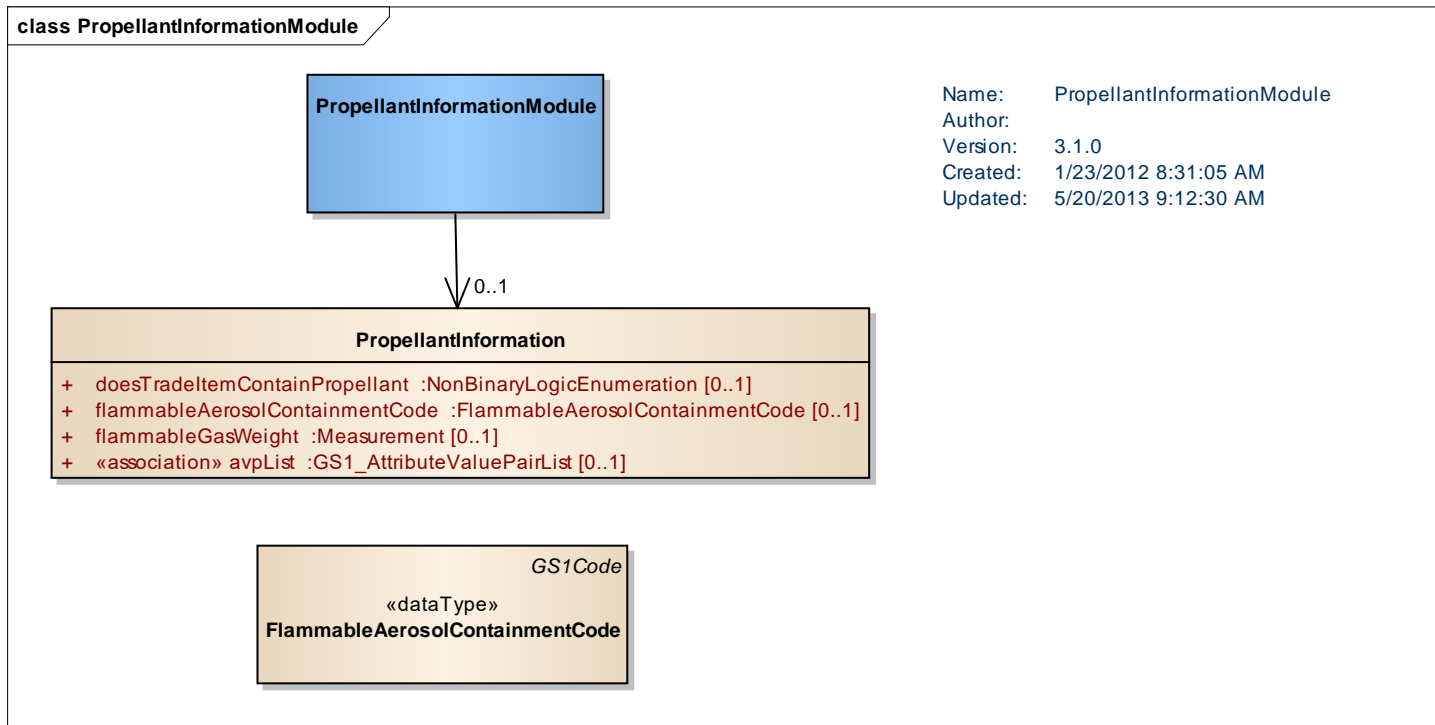 class PropellantInformationModule
PropellantInformationModule
Name: PropellantInformationModule
Author:
Version: 3.1.0
Created: 1/23/2012 8:31:05 AM
Updated: 5/20/2013 9:12:30 AM
0..1
PropellantInformation
+ doesTradeItemContainPropellant :NonBinaryLogicEnumeration [0..1]
+ flammableAerosolContainmentCode :FlammableAerosolContainmentCode [0..1]
+ flammableGasWeight :Measurement [0..1]
+ «association» avpList :GS1_AttributeValuePairList [0..1]
GS1Code
«dataType»
FlammableAerosolContainmentCode